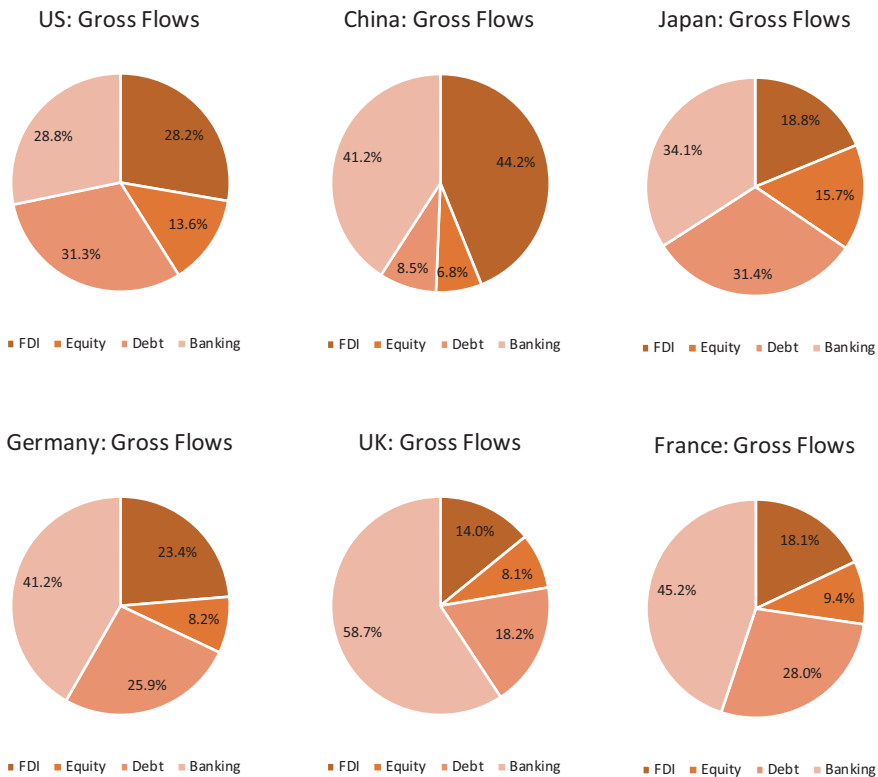 US: Gross Flows
28.8%
28.2%
13.6%
31.3%
FDI Equity Debt Banking
China: Gross Flows
41.2%
44.2%
8.5%
6.8%
FDI Equity Debt Banking
Japan: Gross Flows
18.8%
34.1%
15.7%
31.4%
FDI Equity Debt Banking
Germany: Gross Flows
23.4%
41.2%
8.2%
25.9%
FDI Equity Debt Banking
UK: Gross Flows
14.0%
8.1%
58.7%
18.2%
FDI Equity Debt Banking
France: Gross Flows
18.1%
45.2%
9.4%
28.0%
FDI Equity Debt Banking